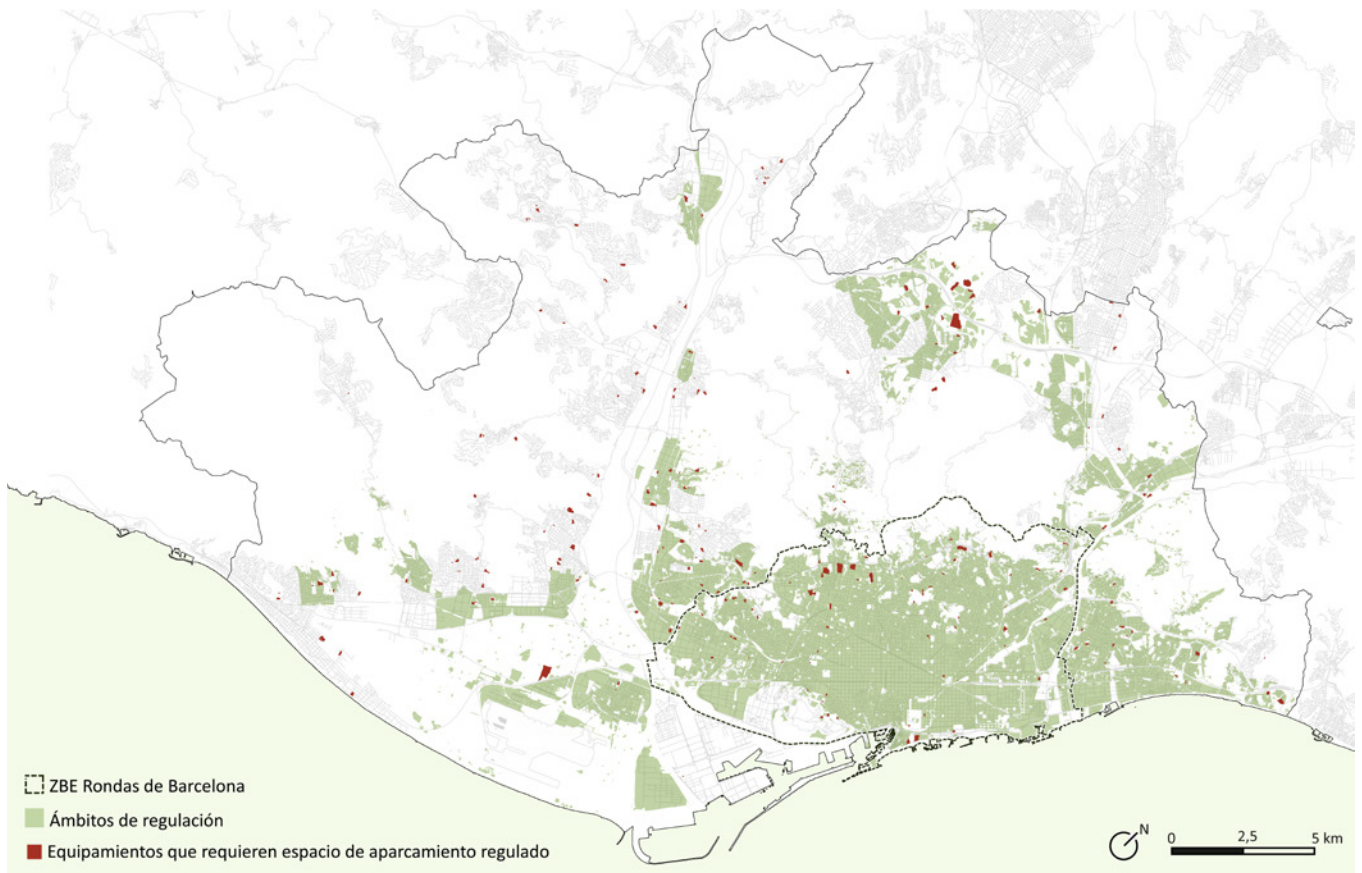 ZBE Rondas de Barcelona
Ámbitos de regulación
Equipamientos que requieren espacio de aparcamiento regulado
N
0 2,5 5 km